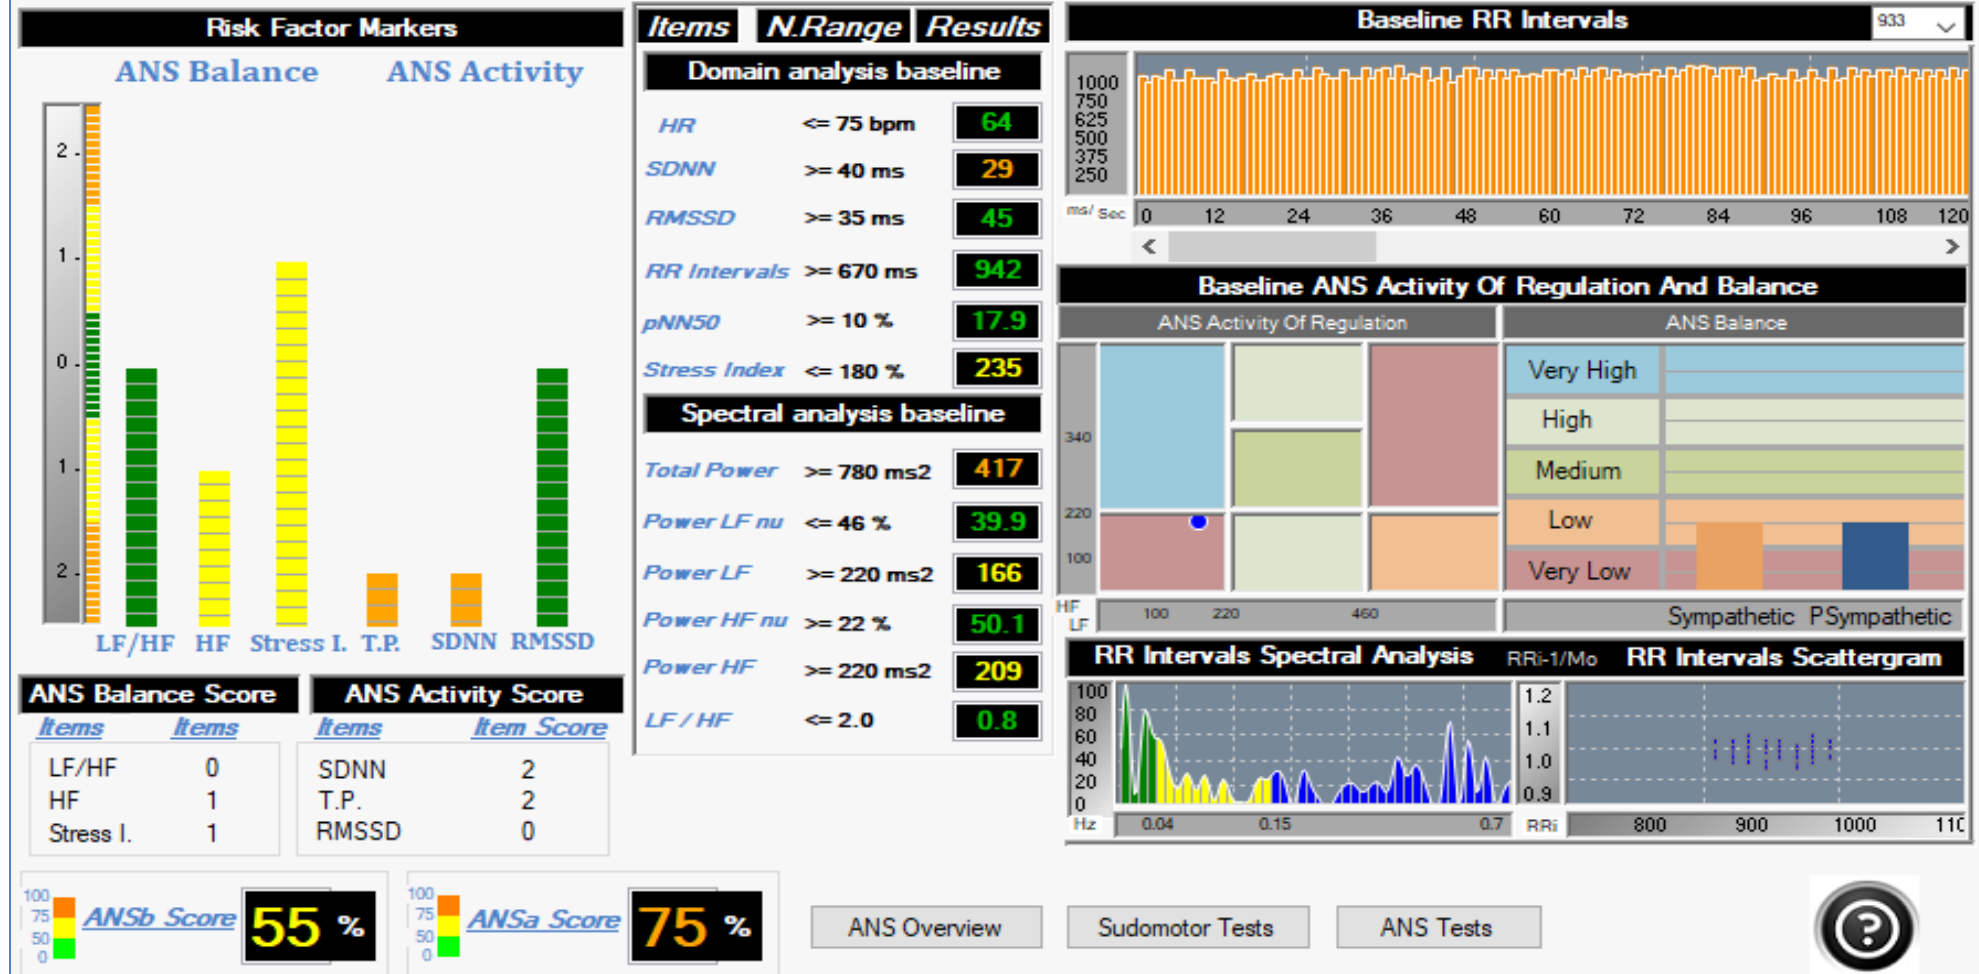 Risk Factor Markers
ANS Balance ANS Activity
2
1
0
1
2
LF/HF HF Stress I. T.P. SDNN RMSSD
ANS Balance Score
Items Items
LF/HF 0
HF 1
Stress I. 1
ANS Activity Score
Items Item Score
SDNN 2
T.P. 2
RMSSD 0
100
75
50
0
ANSb Score 55 %
100
75
50
0
ANSa Score 75 %
Items N.Range Results
Domain analysis baseline
HR <= 75 bpm 64
SDNN >= 40 ms 29
RMSSD >= 35 ms 45
RR Intervals >= 670 ms 942
pNN50 >= 10 % 17.9
Stress Index <= 180 % 235
Spectral analysis baseline
Total Power >= 780 ms2 417
Power LF nu <= 46 % 39.9
Power LF >= 220 ms2 166
Power HF nu >= 22 % 50.1
Power HF >= 220 ms2 209
LF / HF <= 2.0 0.8
Baseline RR Intervals 933
1000
750
625
500
375
250
ms/ Sec 0 12 24 36 48 60 72 84 96 108 120
< >
Baseline ANS Activity Of Regulation And Balance
ANS Activity Of Regulation
340
220
100
HF
LF 100 220 460
ANS Balance
Very High
High
Medium
Low
Very Low
Sympathetic PSympathetic
RR Intervals Spectral Analysis
100
80
60
40
20
0
Hz 0.04 0.15 0.7
RRi-1/Mo RR Intervals Scattergram
1.2
1.1
1.0
0.9
RRi 800 900 1000 110
ANS Overview Sudomotor Tests ANS Tests
?